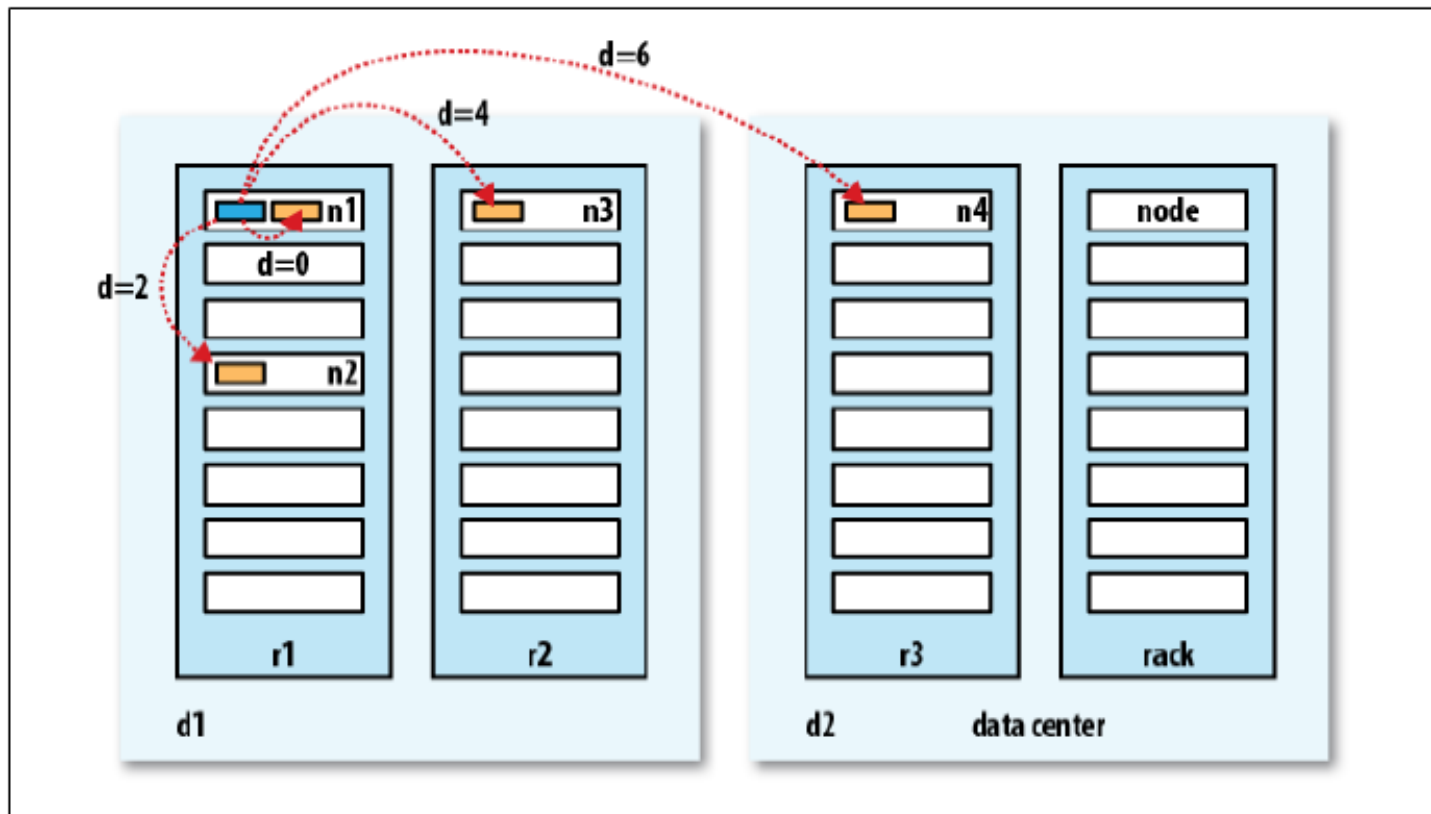 d=6
d=4
n1
n3
n4
node
d=0
d=2
n2
r1
r2
r3
rack
d1
d2
data center